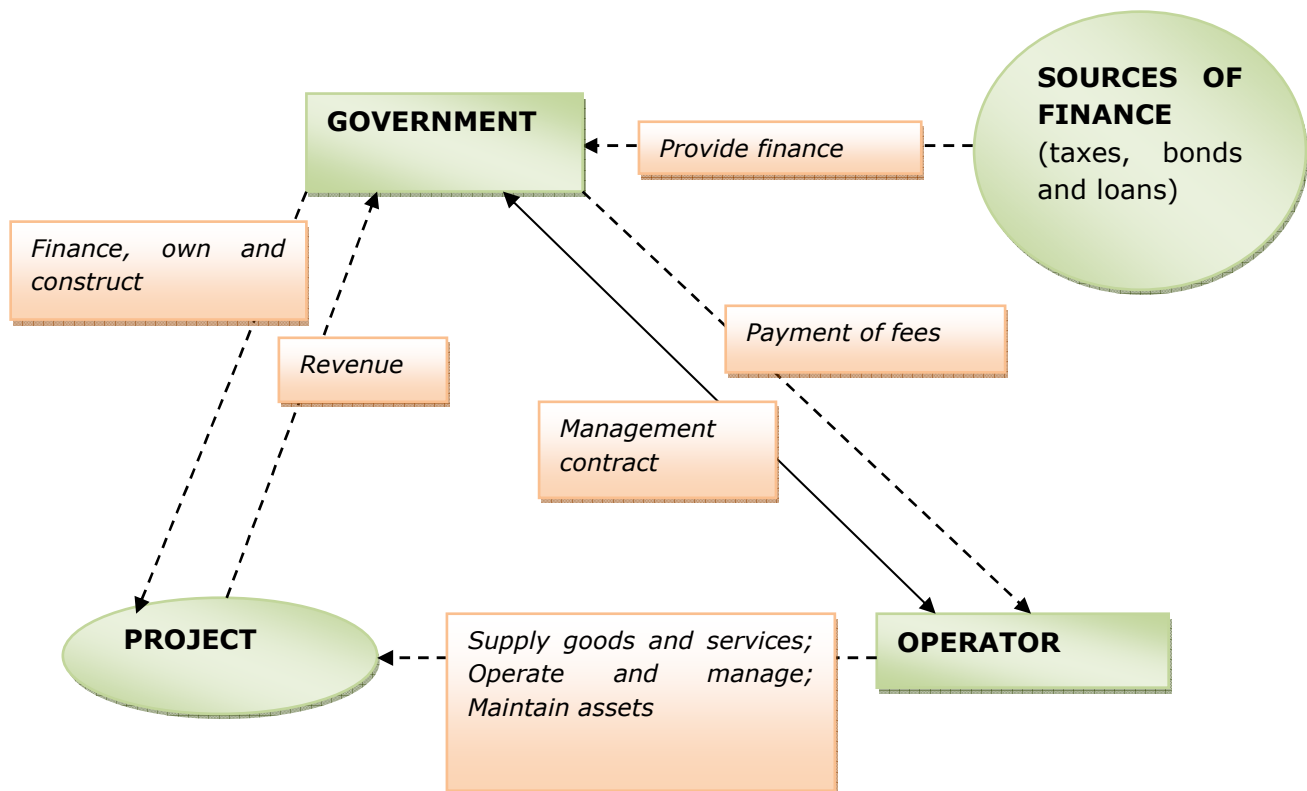 SOURCES OF
FINANCE
(taxes, bonds
and loans)
GOVERNMENT
Provide finance
Finance, own and
construct
Payment of fees
Revenue
Management
contract
PROJECT
Supply goods and services;
Operate and manage;
Maintain assets
OPERATOR